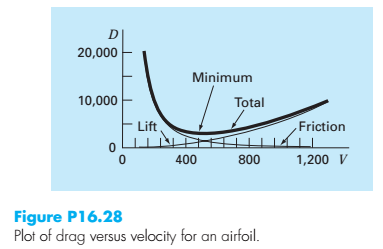 D
20,000
Minimum
10,000
Total
Lift
Friction
0
0 400 800 1,200 V
Figure P16.28
Plot of drag versus velocity for an airfoil.